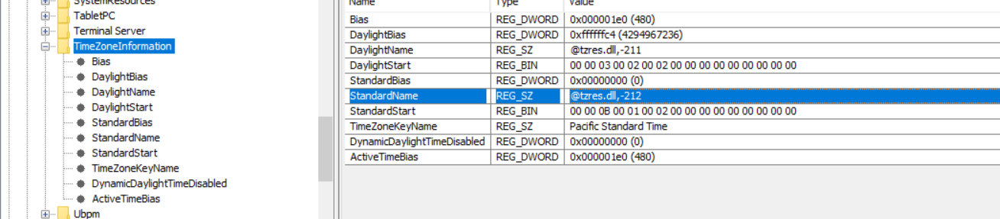 SystemResources
TabletPC
Terminal Server
TimeZoneInformation
Bias
DaylightBias
DaylightName
DaylightStart
StandardBias
StandardName
StandardStart
TimeZoneKeyName
DynamicDaylightTimeDisabled
ActiveTimeBias
Ubpm
Name Type Value
Bias REG_DWORD 0x000001e0 (480)
DaylightBias REG_DWORD 0xffffffc4 (4294967236)
DaylightName REG_SZ @tzres.dll,-211
DaylightStart REG_BIN 00 00 03 00 02 00 02 00 00 00 00 00 00 00 00 00
StandardBias REG_DWORD 0x00000000 (0)
StandardName REG_SZ @tzres.dll,-212
StandardStart REG_BIN 00 00 0B 00 01 00 02 00 00 00 00 00 00 00 00 00
TimeZoneKeyName REG_SZ Pacific Standard Time
DynamicDaylightTimeDisabled REG_DWORD 0x00000000 (0)
ActiveTimeBias REG_DWORD 0x000001e0 (480)